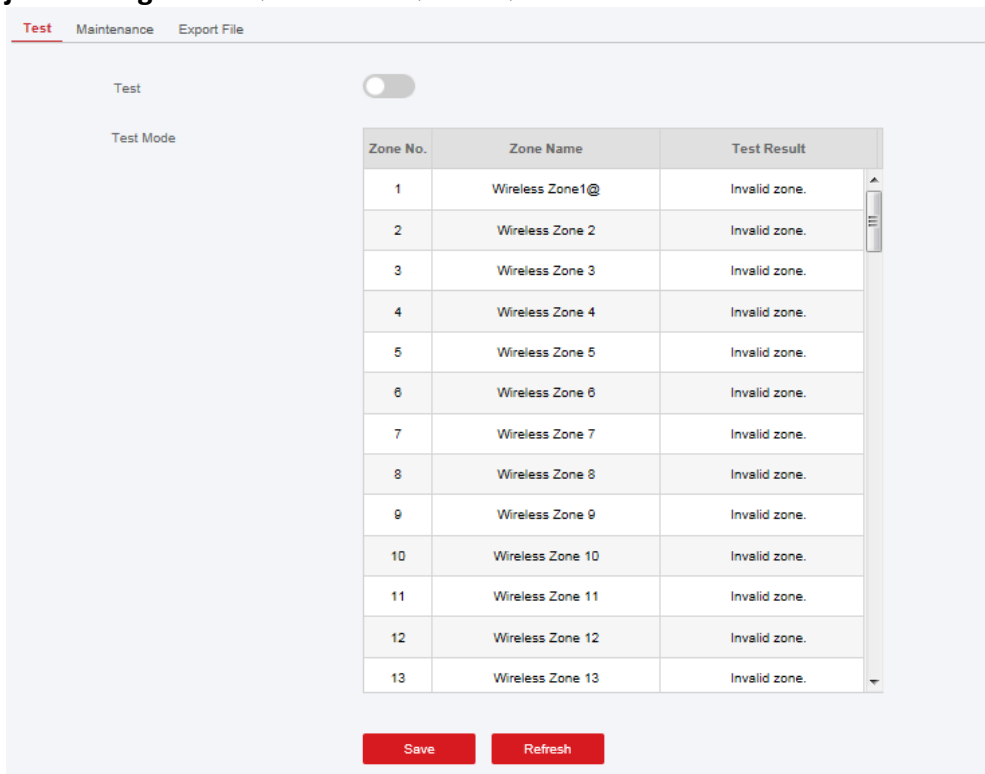 Test Maintenance Export File
Test
Test Mode
Zone No. Zone Name Test Result
1 Wireless Zone1@ Invalid zone.
2 Wireless Zone 2 Invalid zone.
3 Wireless Zone 3 Invalid zone.
4 Wireless Zone 4 Invalid zone.
5 Wireless Zone 5 Invalid zone.
6 Wireless Zone 6 Invalid zone.
7 Wireless Zone 7 Invalid zone.
8 Wireless Zone 8 Invalid zone.
9 Wireless Zone 9 Invalid zone.
10 Wireless Zone 10 Invalid zone.
11 Wireless Zone 11 Invalid zone.
12 Wireless Zone 12 Invalid zone.
13 Wireless Zone 13 Invalid zone.
Save Refresh